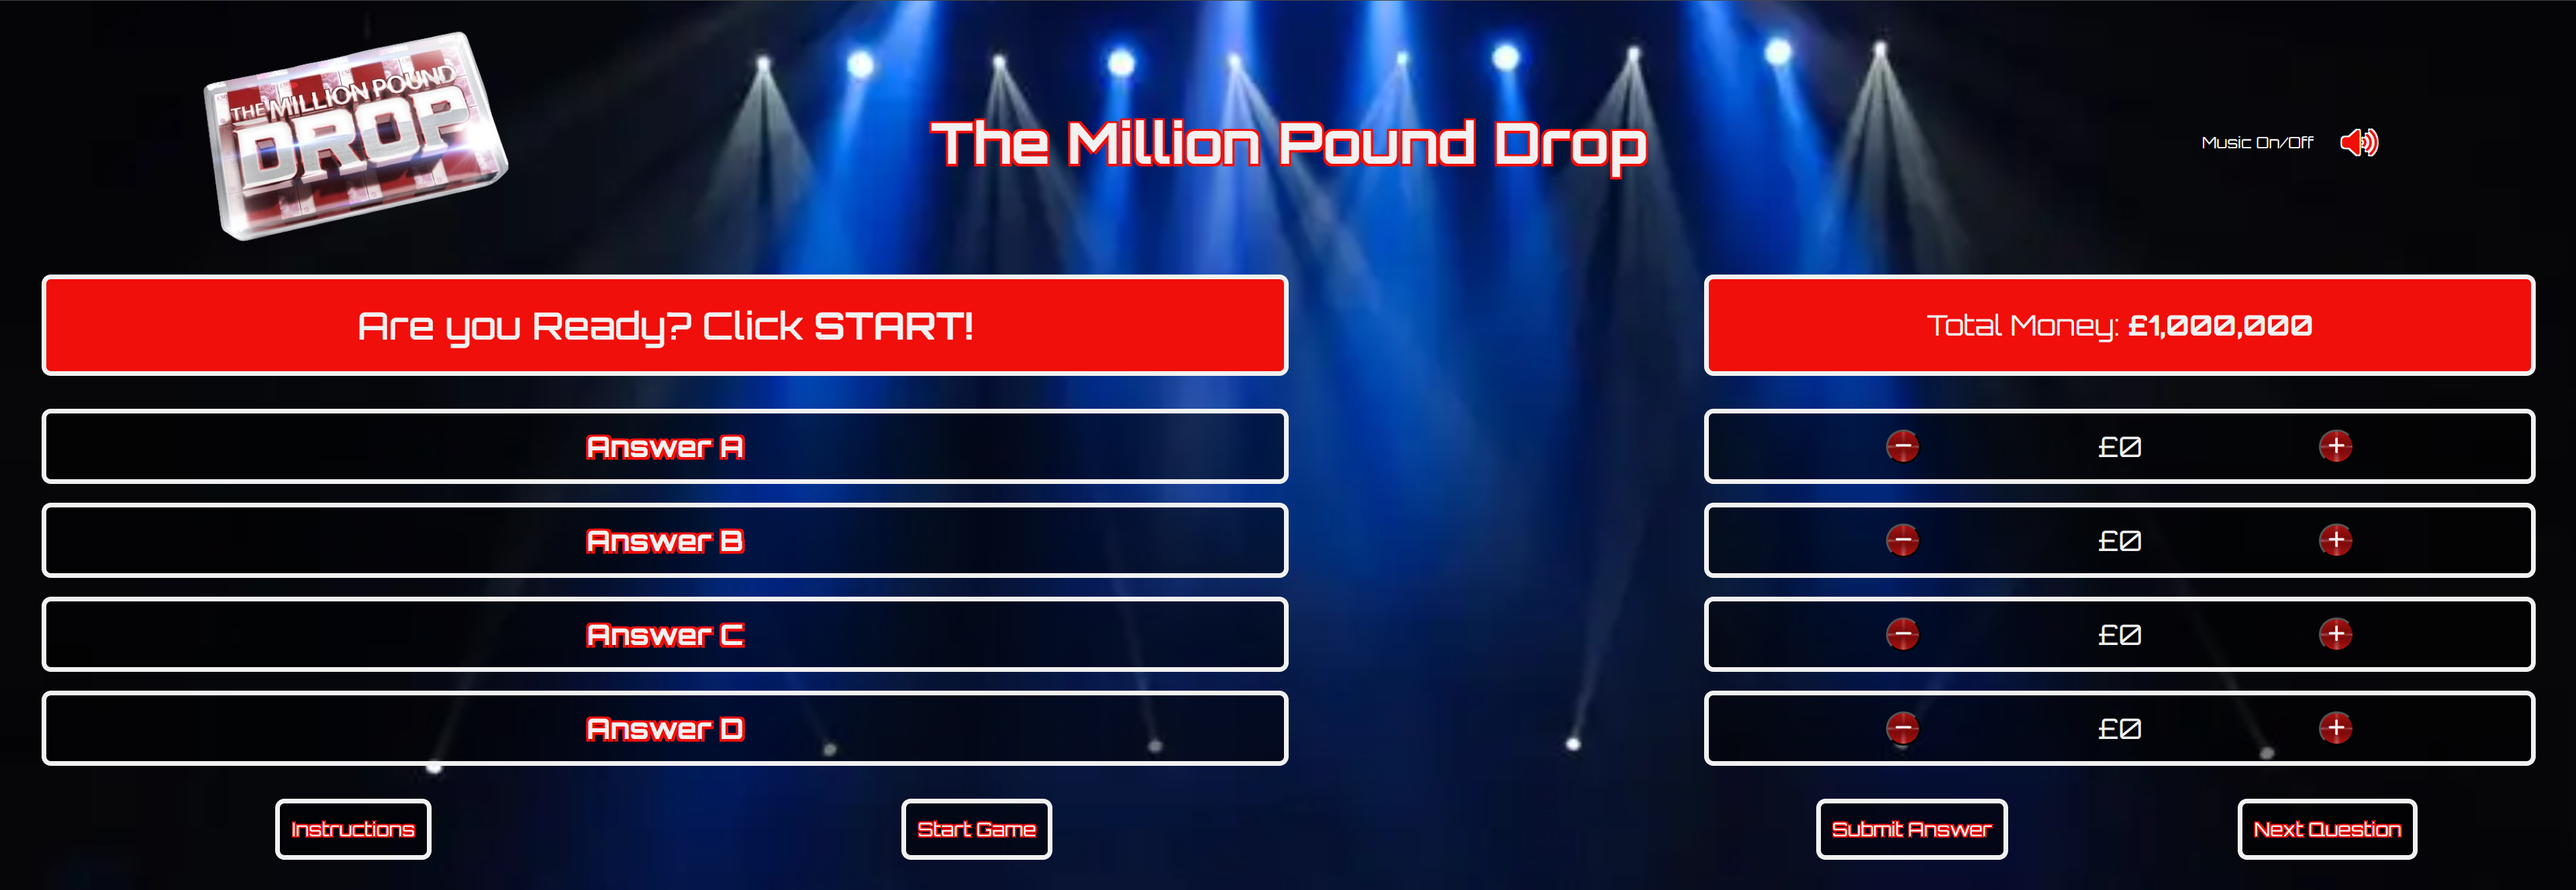 THE MILLION POUND
DROP
The Million Pound Drop
Music On/Off
Are you Ready? Click START!
Total Money: £1,000,000
Answer A
- £0 +
Answer B
- £0 +
Answer C
- £0 +
Answer D
- £0 +
Instructions
Start Game
Submit Answer
Next Question